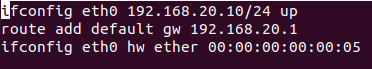 ifconfig eth0 192.168.20.10/24 up
route add default gw 192.168.20.1
ifconfig eth0 hw ether 00:00:00:00:00:05